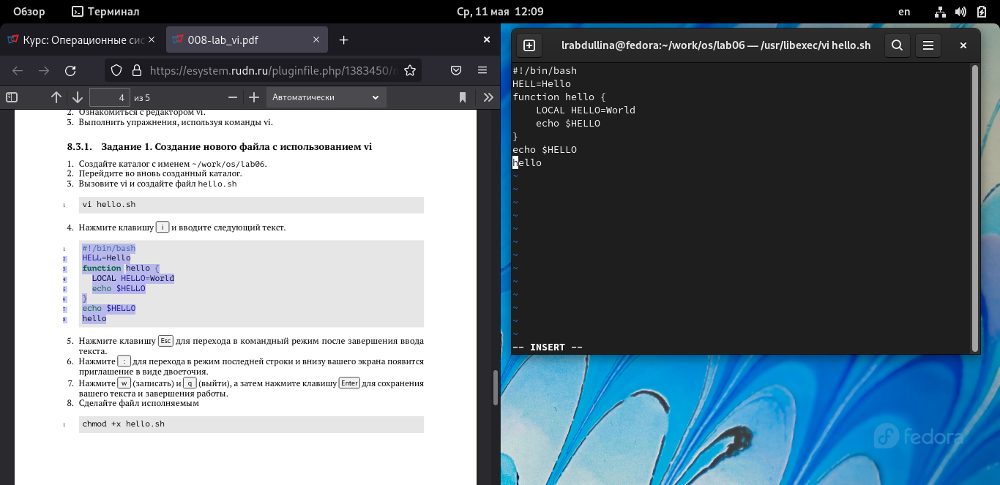 Обзор
Терминал
Ср, 11 мая 12:09
en
Курс: Операционные сис
008-lab_vi.pdf
https://esystem.rudn.ru/pluginfile.php/1383450/
4 из 5
Автоматически
2. Ознакомиться с редактором vi.
3. Выполнить упражнения, используя команды vi.
8.3.1. Задание 1. Создание нового файла с использованием vi
1. Создайте каталог с именем ~/work/os/lab06.
2. Перейдите во вновь созданный каталог.
3. Вызовите vi и создайте файл hello.sh
1 vi hello.sh
4. Нажмите клавишу i и вводите следующий текст.
1 #!/bin/bash
2 HELL=Hello
3 function hello {
4 LOCAL HELLO=World
5 echo $HELLO
6 }
7 echo $HELLO
8 hello
5. Нажмите клавишу Esc для перехода в командный режим после завершения ввода
текста.
6. Нажмите : для перехода в режим последней строки и внизу вашего экрана появится
приглашение в виде двоеточия.
7. Нажмите w (записать) и q (выйти), а затем нажмите клавишу Enter для сохранения
вашего текста и завершения работы.
8. Сделайте файл исполняемым
1 chmod +x hello.sh
lrabdullina@fedora:~/work/os/lab06 — /usr/libexec/vi hello.sh
#!/bin/bash
HELL=Hello
function hello {
LOCAL HELLO=World
echo $HELLO
}
echo $HELLO
hello
~
~
~
~
~
~
~
~
~
~
~
~
~
-- INSERT --
fedora